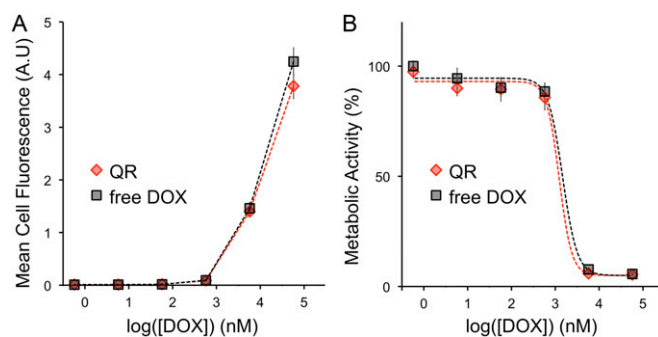 A
Mean Cell Fluorescence (A.U)
5
4
3
2
1
0
QR
free DOX
0 1 2 3 4 5
log([DOX]) (nM)
B
Metabolic Activity (%)
100
50
0
QR
free DOX
0 1 2 3 4 5
log([DOX]) (nM)